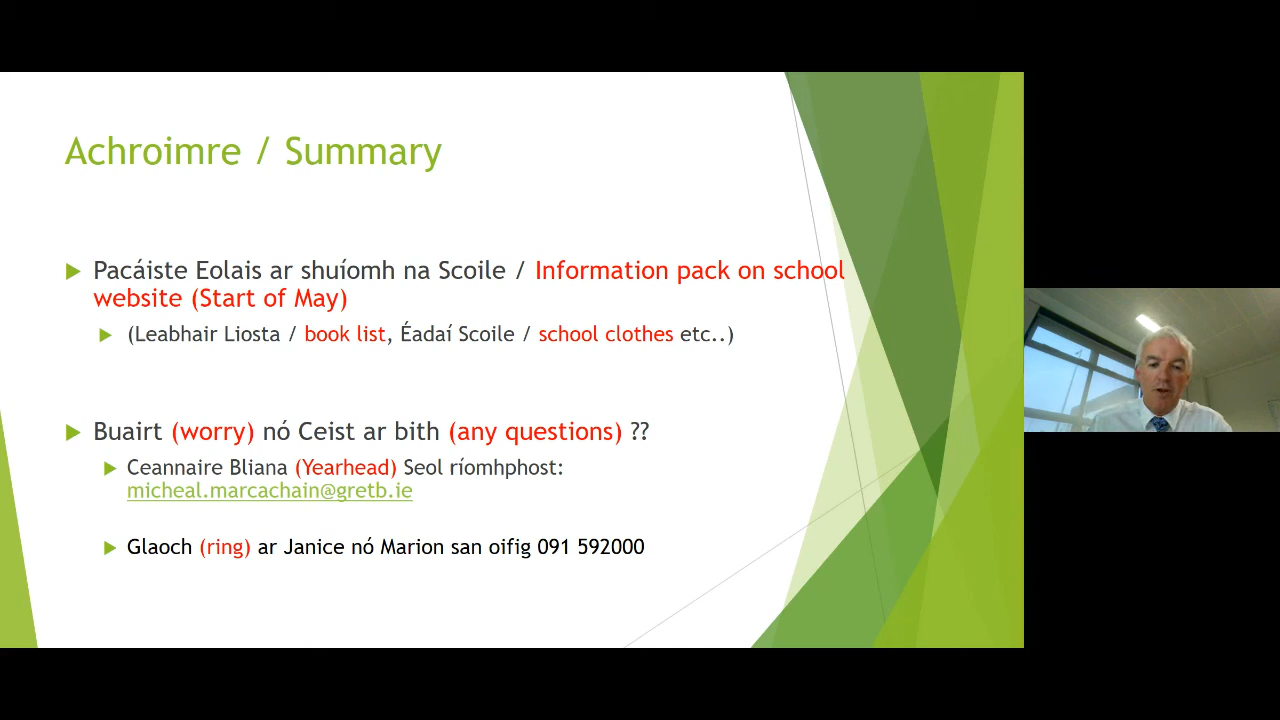 Achroimre / Summary
Pacáiste Eolais ar shuíomh na Scoile / Information pack on school
website (Start of May)
(Leabhair Liosta / book list, Éadaí Scoile / school clothes etc..)
Buairt (worry) nó Ceist ar bith (any questions) ??
Ceannaire Bliana (Yearhead) Seol ríomhphost:
micheal.marcachain@gretb.ie
Glaoch (ring) ar Janice nó Marion san oifig 091 592000